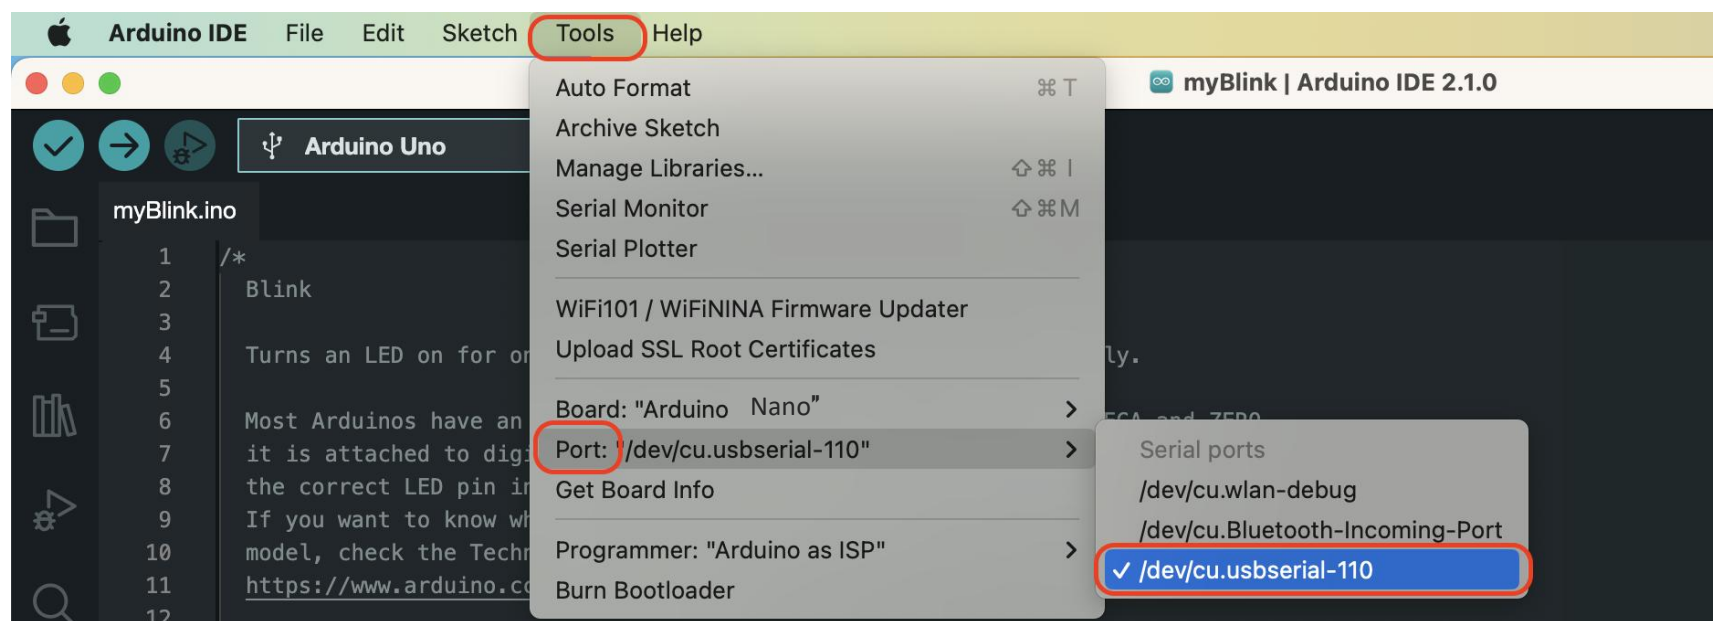 Arduino IDE File Edit Sketch Tools Help
myBlink | Arduino IDE 2.1.0
Arduino Uno
myBlink.ino
Auto Format ⌘ T
Archive Sketch
Manage Libraries... ⇧ ⌘ I
Serial Monitor ⇧ ⌘ M
Serial Plotter
WiFi101 / WiFiNINA Firmware Updater
Upload SSL Root Certificates
Board: "Arduino Nano” >
Port: "/dev/cu.usbserial-110" >
Get Board Info
Programmer: "Arduino as ISP" >
Burn Bootloader
Serial ports
/dev/cu.wlan-debug
/dev/cu.Bluetooth-Incoming-Port
✓ /dev/cu.usbserial-110
1 /*
2 Blink
3
4 Turns an LED on for ly.
5
6 Most Arduinos have an and ZERO
7 it is attached to
8 the correct LED pin
9 If you want to know
10 model, check the
11 https://www.arduino.
12